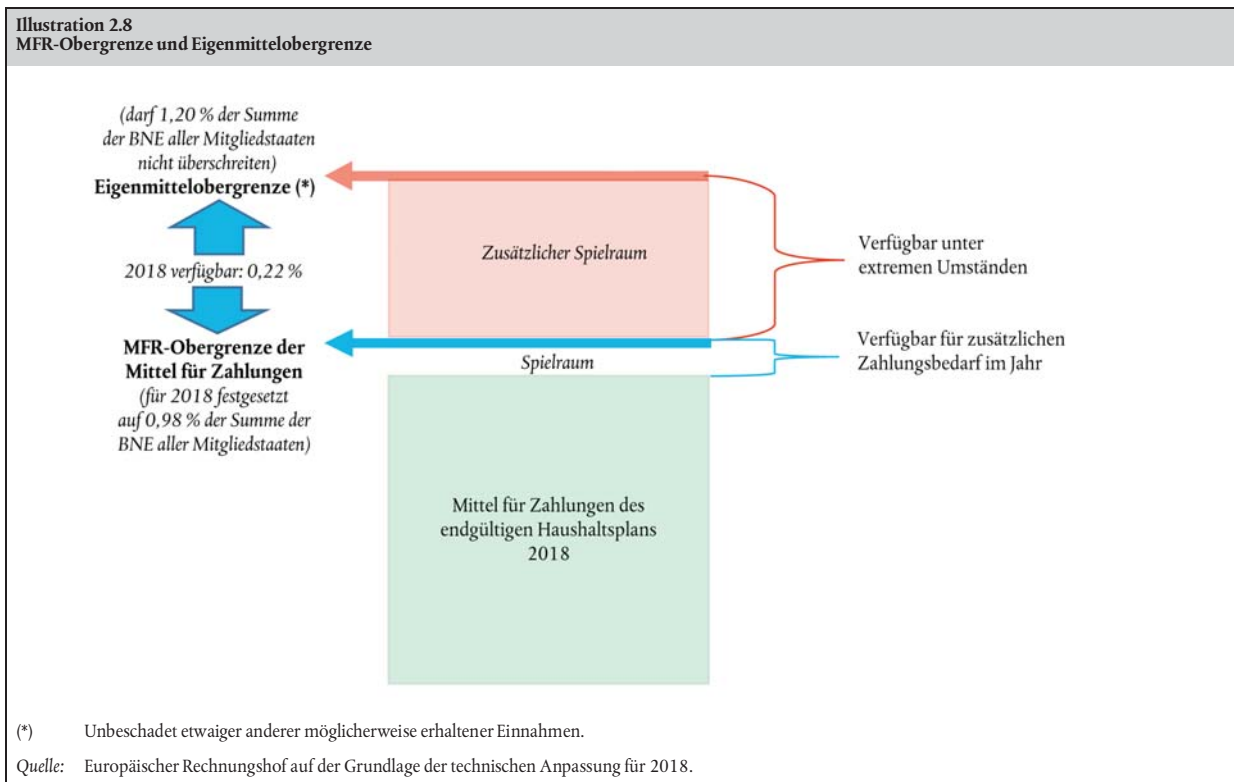 Illustration 2.8
MFR-Obergrenze und Eigenmittelobergrenze
(darf 1,20 % der Summe
der BNE aller Mitgliedstaaten
nicht überschreiten)
Eigenmittelobergrenze (*)
2018 verfügbar: 0,22 %
MFR-Obergrenze der
Mittel für Zahlungen
(für 2018 festgesetzt
auf 0,98 % der Summe der
BNE aller Mitgliedstaaten)
Zusätzlicher Spielraum
Spielraum
Mittel für Zahlungen des
endgültigen Haushaltsplans
2018
Verfügbar unter
extremen Umständen
Verfügbar für zusätzlichen
Zahlungsbedarf im Jahr
(*) Unbeschadet etwaiger anderer möglicherweise erhaltener Einnahmen.
Quelle: Europäischer Rechnungshof auf der Grundlage der technischen Anpassung für 2018.